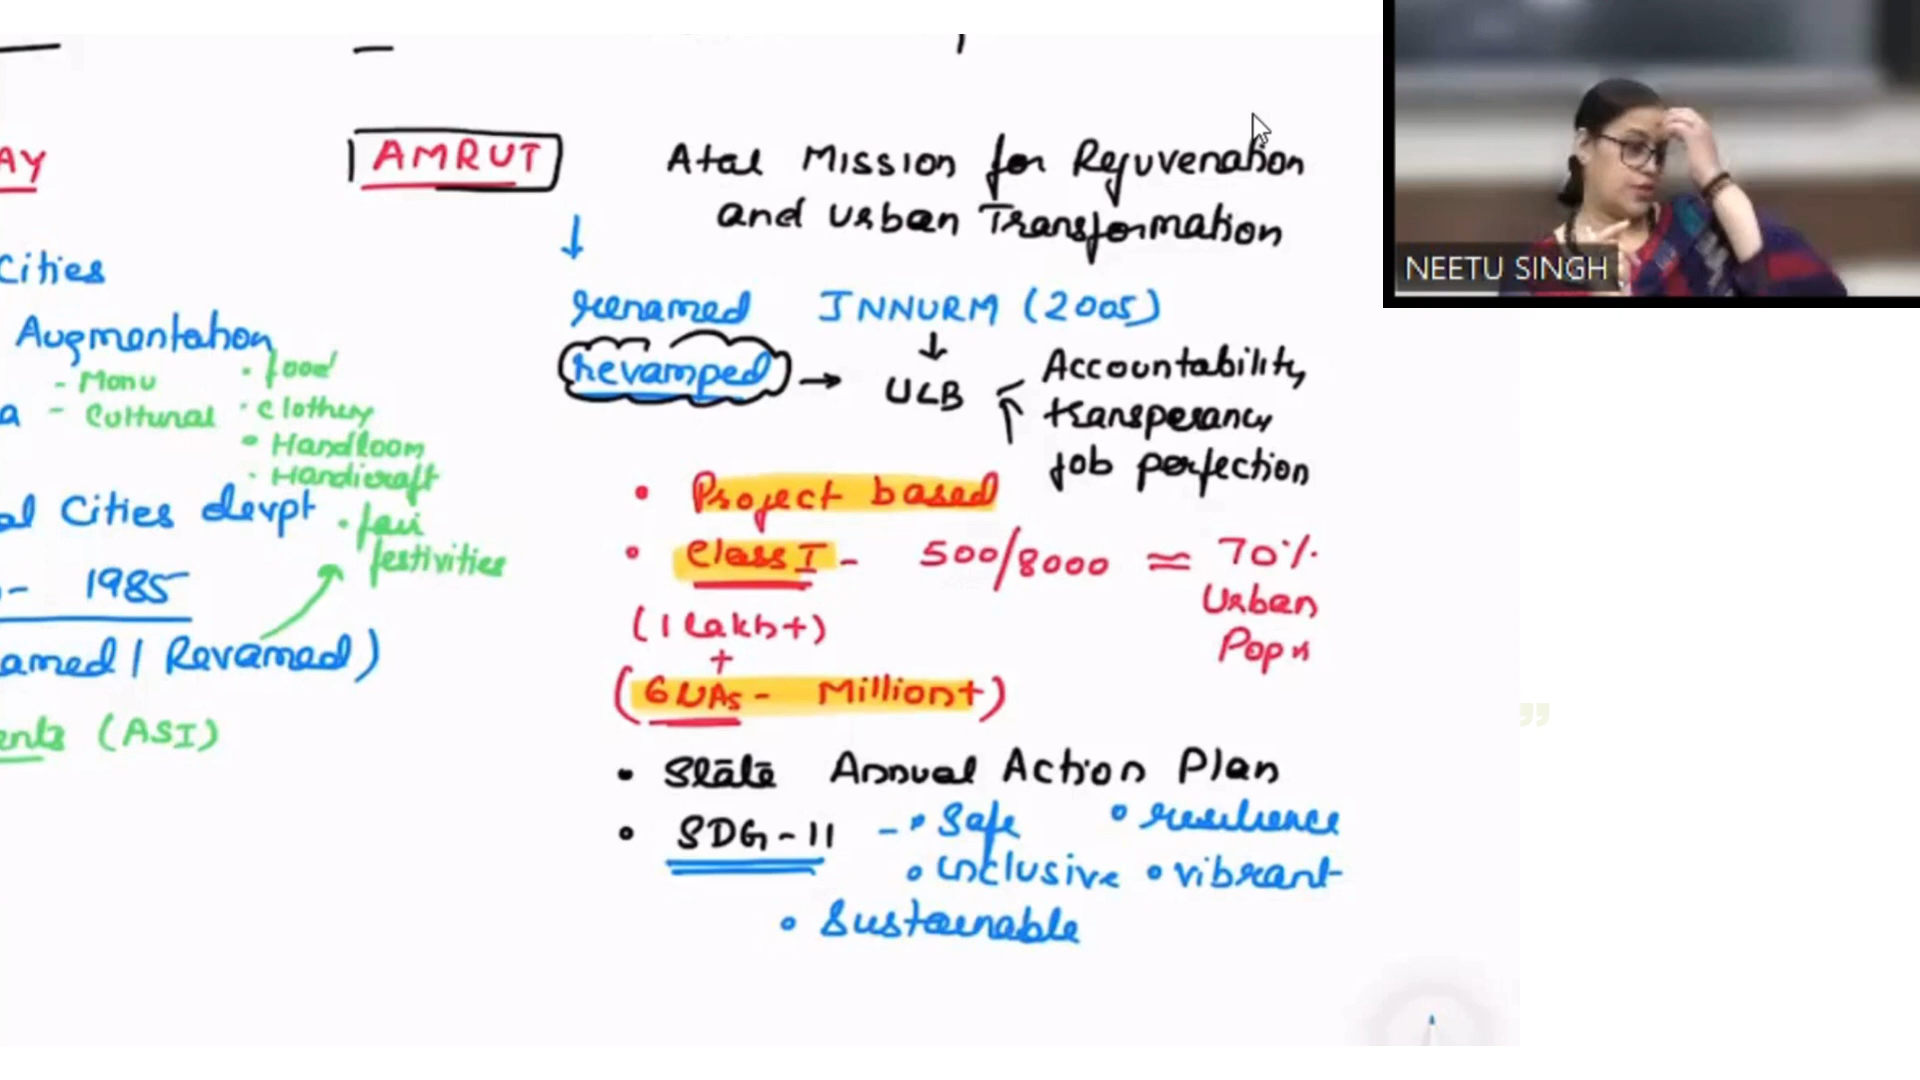 AY
Cities
Augmentation
- Monu
a - Cultural
• food
• clothery
• Handloom
• Handicraft
• fair
festivities
al Cities devpt
- 1985
amed / Revamed)
ents (ASI)
AMRUT
Atal Mission for Rejuvenation
and Urban Transformation
↓
renamed JNNURM (2005)
↓
revamped → ULB
Accountability
transperancy
Job perfection
• Project based
• Class I - 500/8000 ≈ 70%
Urban
Popn
(1 Lakh+)
+
(6 UAs - Million+)
• State Annual Action Plan
• SDG-11 - • Safe • resilience
• inclusive • vibrant
• Sustainable
NEETU SINGH
”